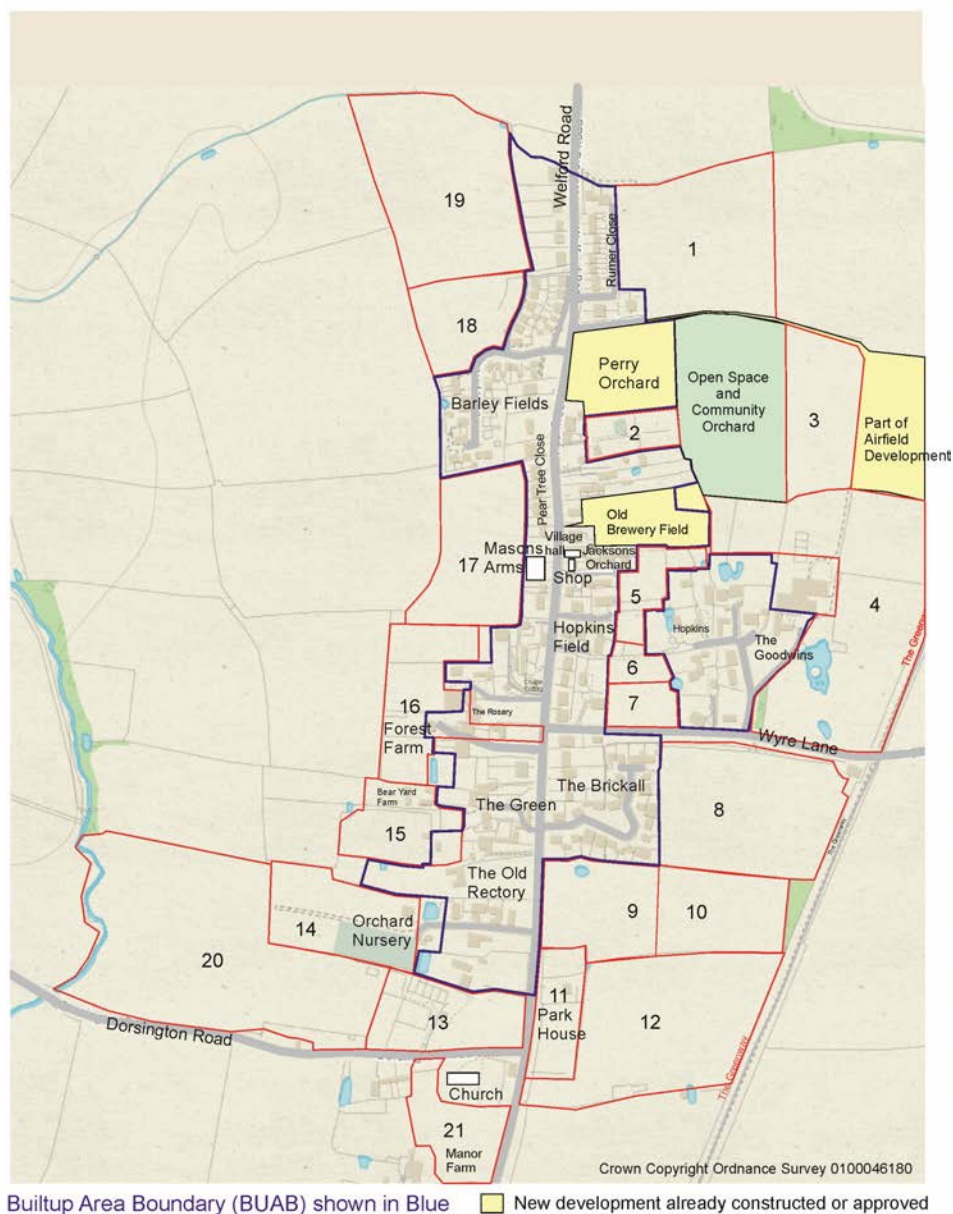 Welford Road
19
Rumer Close
1
18
Perry
Orchard
Open Space
and
Community
Orchard
3
Part of
Airfield
Development
Barley Fields
2
Pear Tree Close
Old
Brewery Field
Village
hall
Jacksons
Orchard
Masons
Arms
17
Shop
5
4
Hopkins
Field
Hopkins
The
Goodwins
The Greenway
6
7
16
Forest
Farm
The Rosary
Wyre Lane
Bear Yard
Farm
The Green
The Brickall
8
15
The Old
Rectory
9
10
14
Orchard
Nursery
20
11
Park
House
12
13
Dorsington Road
The Greenway
Church
21
Manor
Farm
Crown Copyright Ordnance Survey 0100046180
Builtup Area Boundary (BUAB) shown in Blue
New development already constructed or approved